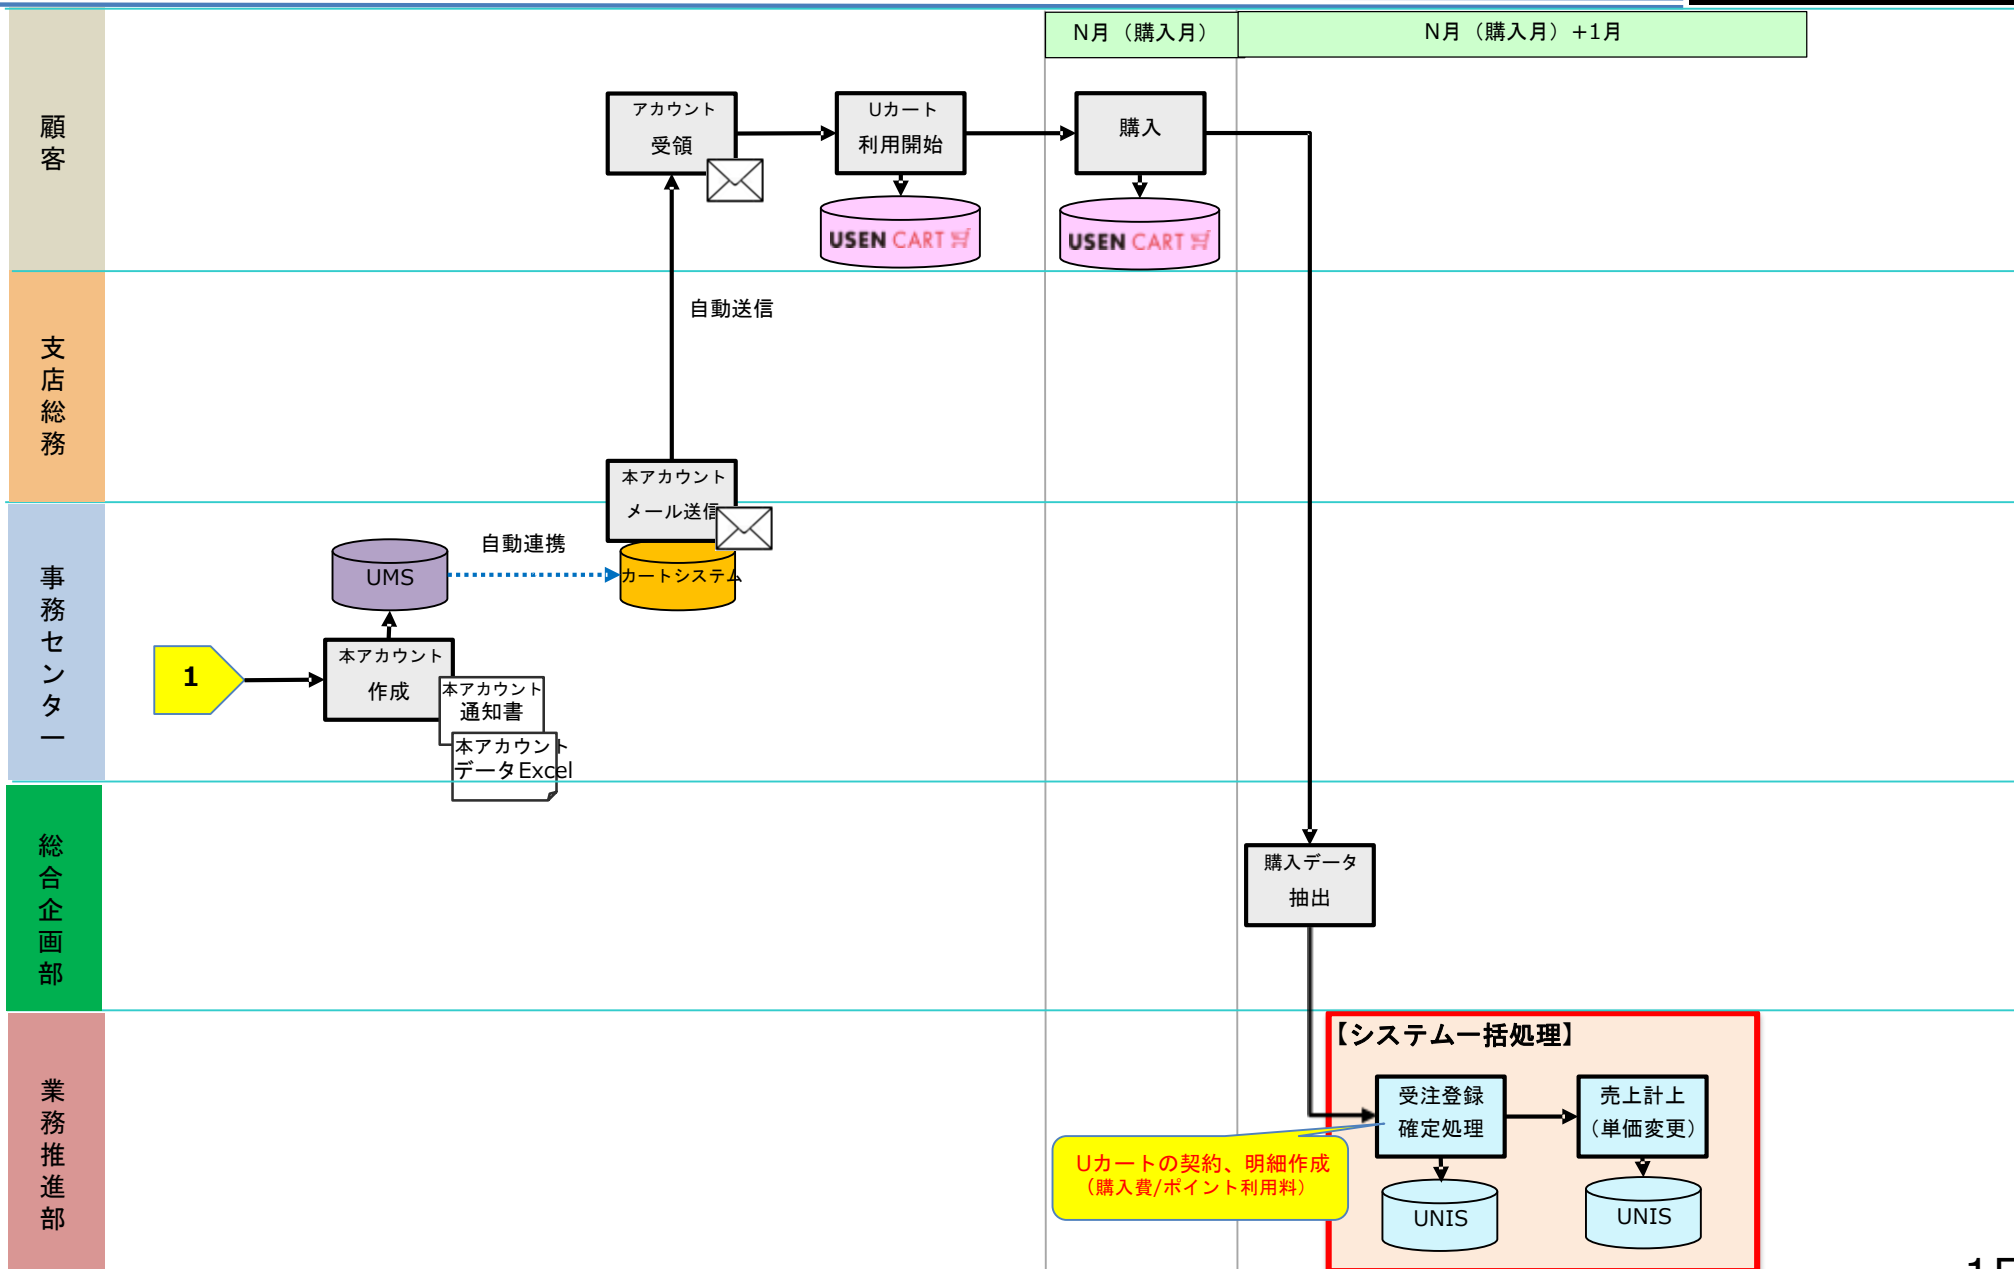 N月（購入月）
N月（購入月）+1月
顧客
アカウント
受領
Uカート
利用開始
購入
USEN CART
USEN CART
支店総務
自動送信
本アカウント
メール送信
事務センター
自動連携
UMS
カートシステム
1
本アカウント
作成
本アカウント
通知書
本アカウント
データExcel
総合企画部
購入データ
抽出
業務推進部
【システム一括処理】
受注登録
確定処理
売上計上
（単価変更）
Uカートの契約、明細作成
（購入費/ポイント利用料）
UNIS
UNIS